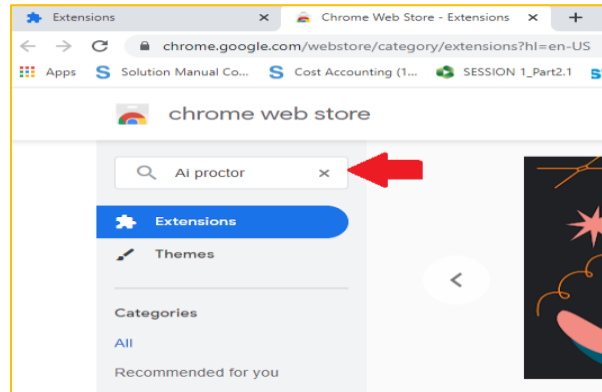 Extensions
Chrome Web Store - Extensions
chrome.google.com/webstore/category/extensions?hl=en-US
Apps
Solution Manual Co...
Cost Accounting (1...
SESSION 1_Part2.1
chrome web store
Ai proctor
Extensions
Themes
Categories
All
Recommended for you